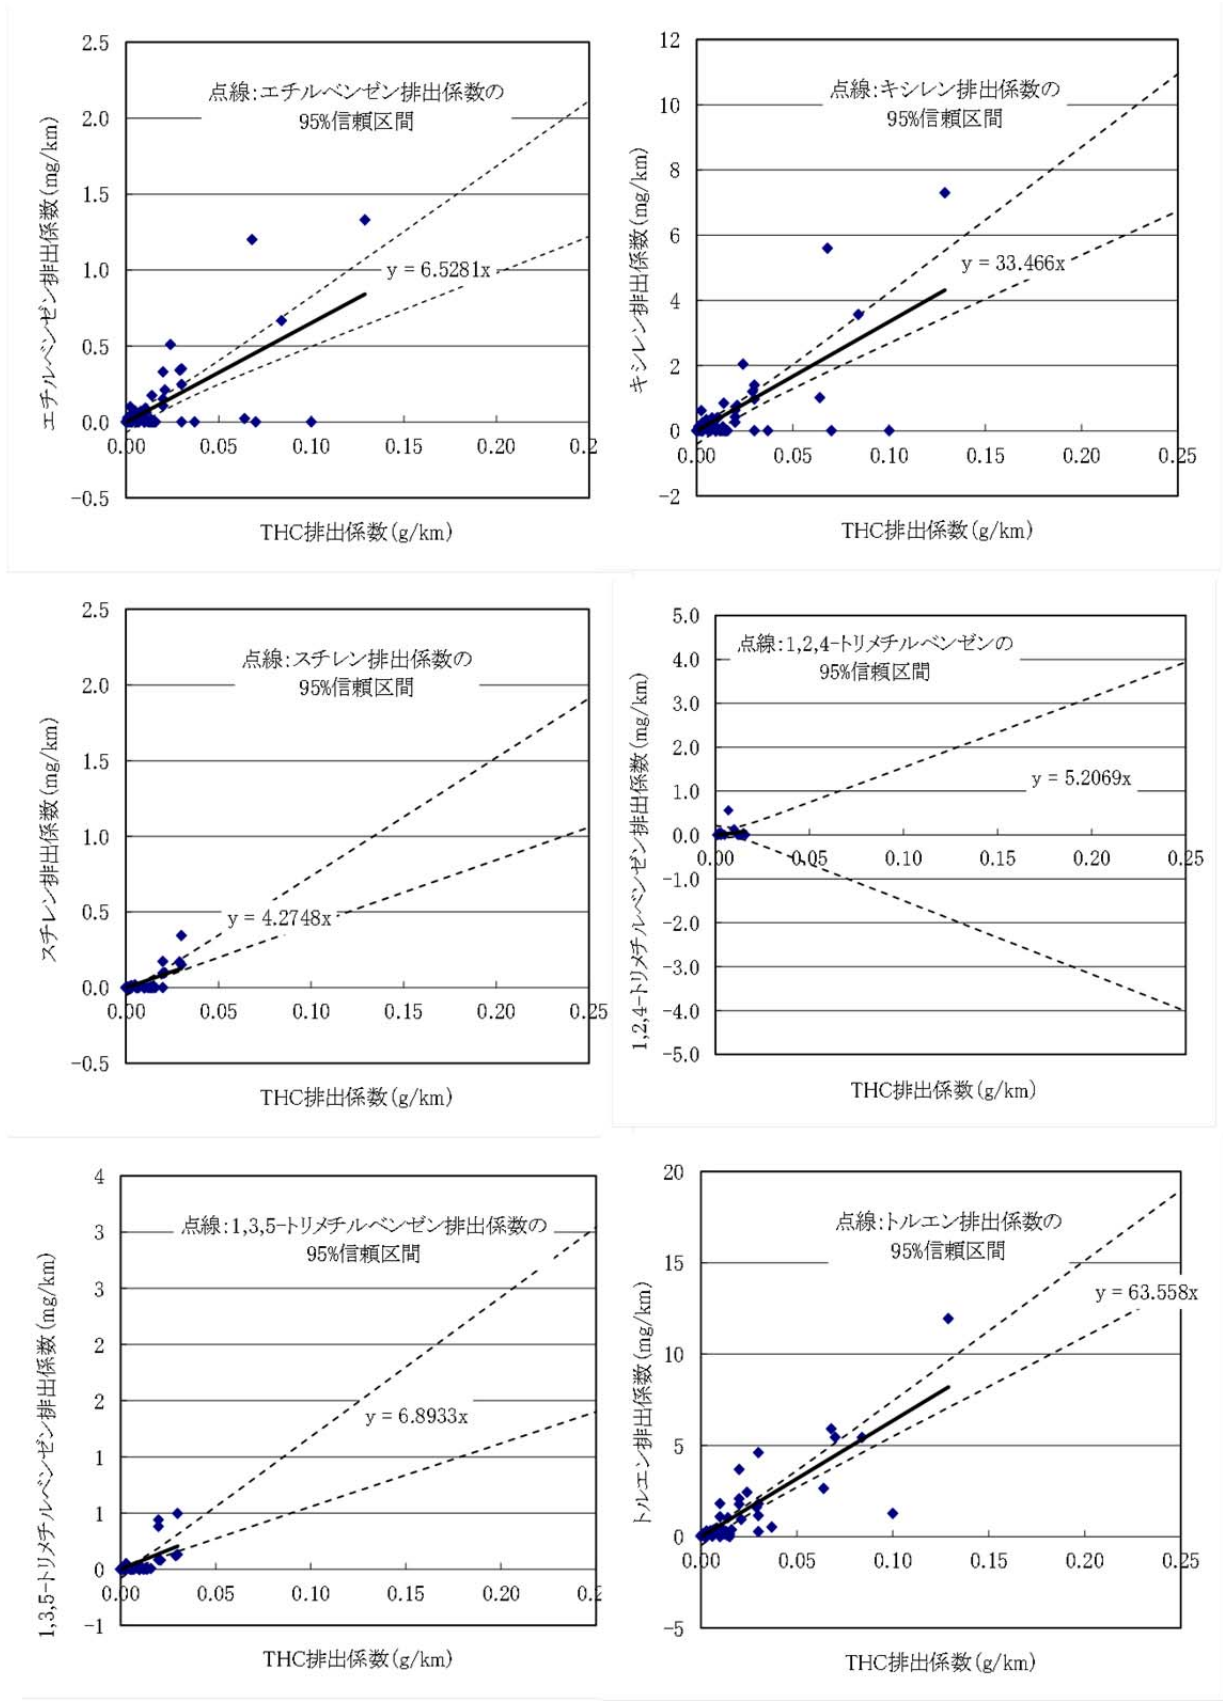 2.5
点線:エチルベンゼン排出係数の
95%信頼区間
2.0
1.5
1.0
y = 6.5281x
0.5
0.0
0.00 0.05 0.10 0.15 0.20 0.2
-0.5
エチルベンゼン排出係数(mg/km)
THC排出係数(g/km)
12
点線:キシレン排出係数の
95%信頼区間
10
8
6
y = 33.466x
4
2
0
0.00 0.05 0.10 0.15 0.20 0.25
-2
キシレン排出係数(mg/km)
THC排出係数(g/km)
2.5
点線:スチレン排出係数の
95%信頼区間
2.0
1.5
1.0
0.5
y = 4.2748x
0.0
0.00 0.05 0.10 0.15 0.20 0.25
-0.5
スチレン排出係数(mg/km)
THC排出係数(g/km)
5.0
点線:1,2,4-トリメチルベンゼンの
95%信頼区間
4.0
3.0
2.0
1.0
y = 5.2069x
0.0
0.00 0.05 0.10 0.15 0.20 0.25
-1.0
-2.0
-3.0
-4.0
-5.0
1,2,4-トリメチルベンゼン排出係数(mg/km)
THC排出係数(g/km)
4
点線:1,3,5-トリメチルベンゼン排出係数の
95%信頼区間
3
3
2
2
y = 6.8933x
1
1
0
0.00 0.05 0.10 0.15 0.20 0.2
-1
1,3,5-トリメチルベンゼン排出係数(mg/km)
THC排出係数(g/km)
20
点線:トルエン排出係数の
95%信頼区間
15
y = 63.558x
10
5
0
0.00 0.05 0.10 0.15 0.20 0.25
-5
トルエン排出係数(mg/km)
THC排出係数(g/km)